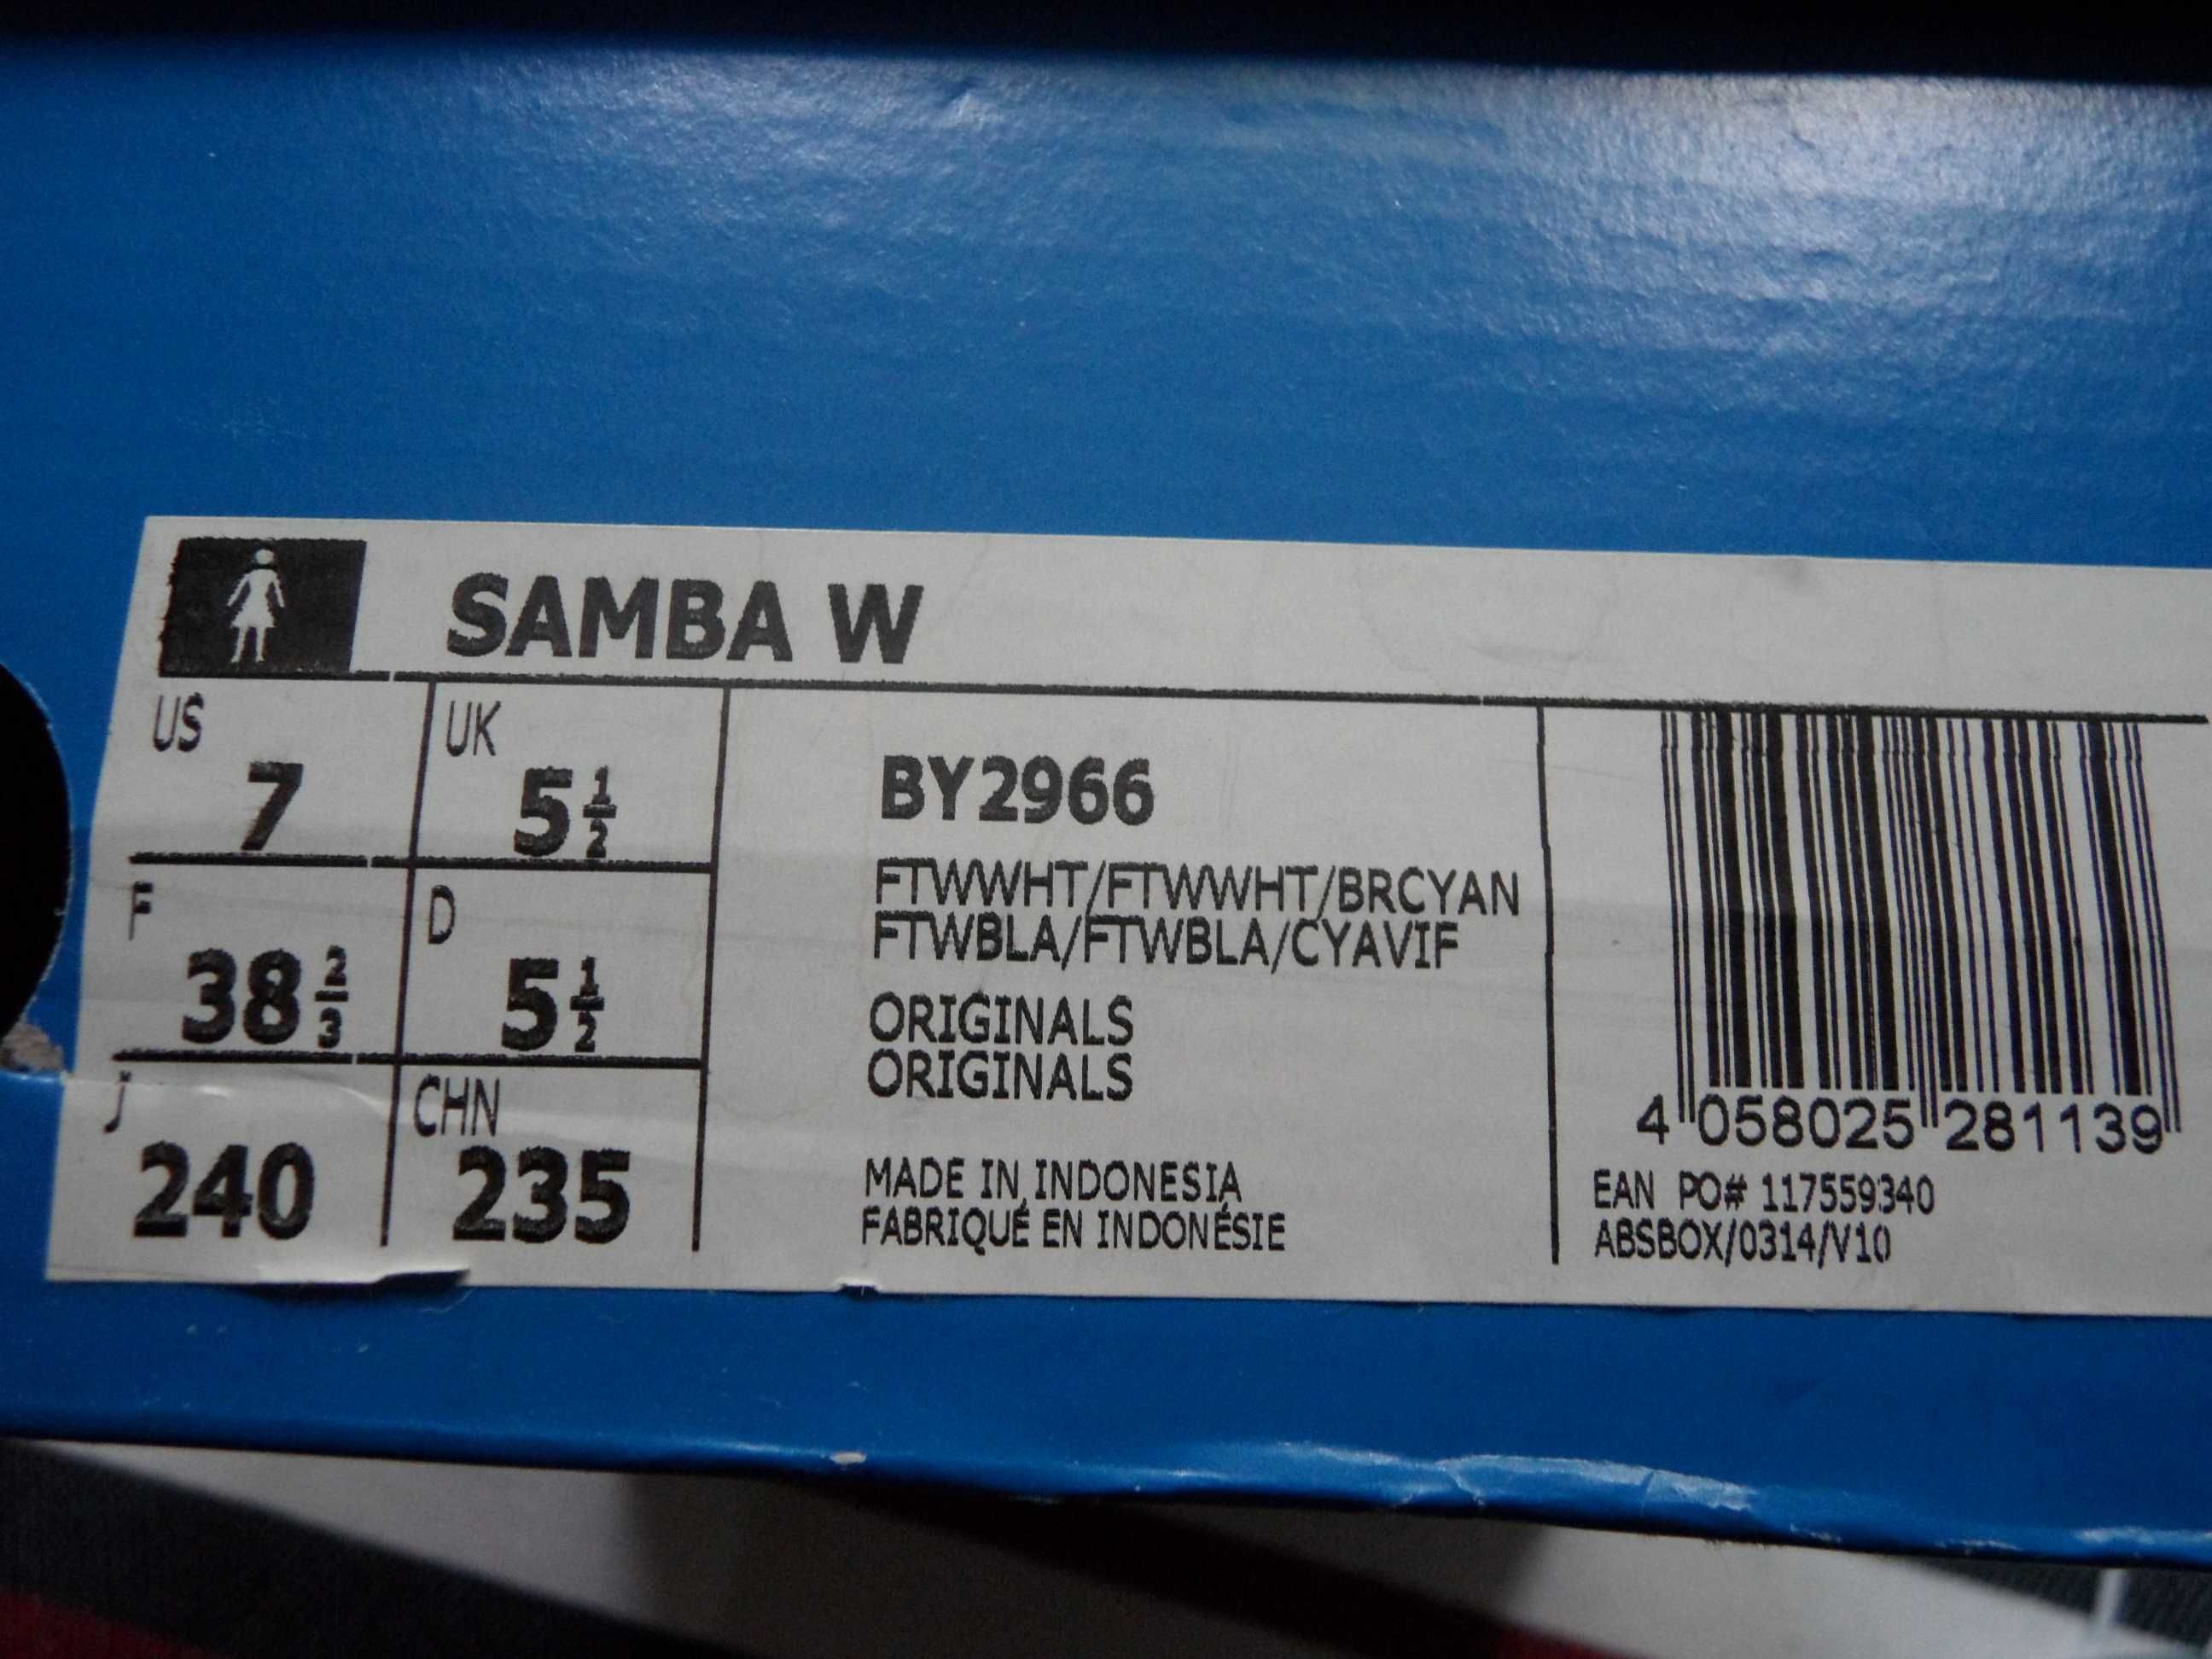 SAMBA W
US
7
UK
5 1/2
F
38 2/3
D
5 1/2
J
240
CHN
235
BY2966
FTWWHT/FTWWHT/BRCYAN
FTWBLA/FTWBLA/CYAVIF
ORIGINALS
ORIGINALS
MADE IN INDONESIA
FABRIQUÉ EN INDONÉSIE
4 058025 281139
EAN PO# 117559340
ABSBOX/0314/V10